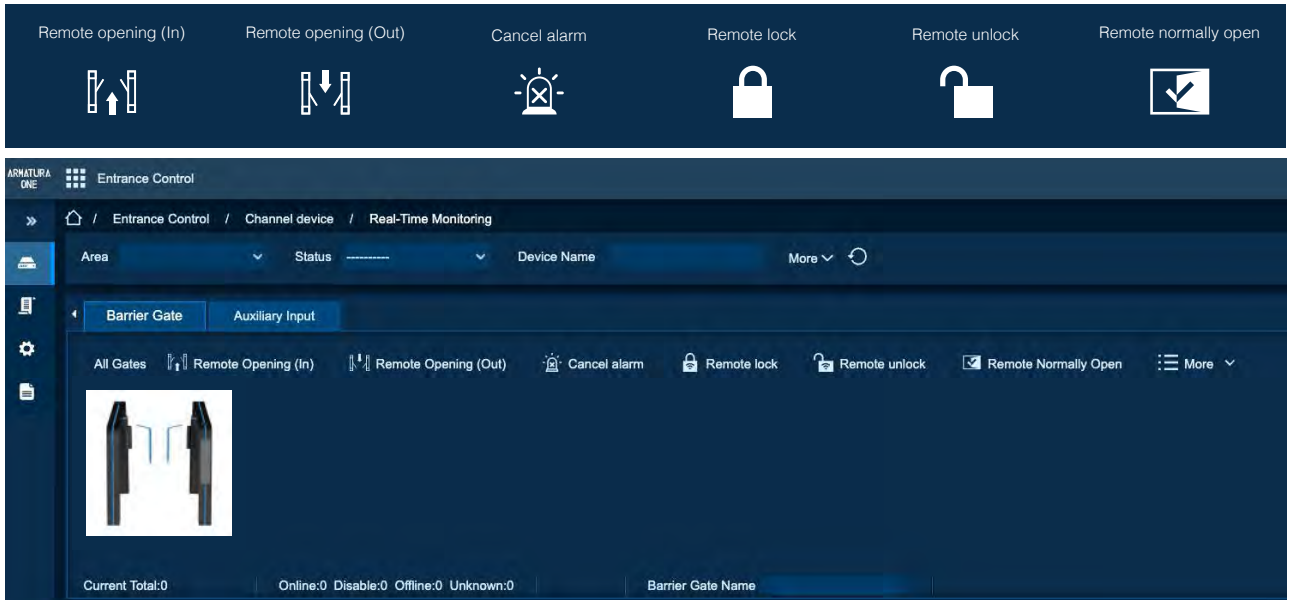 Remote opening (In) Remote opening (Out) Cancel alarm Remote lock Remote unlock Remote normally open
ARMATURA
ONE
Entrance Control
/ Entrance Control / Channel device / Real-Time Monitoring
Area Status ---------- Device Name More
Barrier Gate Auxiliary Input
All Gates Remote Opening (In) Remote Opening (Out) Cancel alarm Remote lock Remote unlock Remote Normally Open More
Current Total:0 Online:0 Disable:0 Offline:0 Unknown:0 Barrier Gate Name